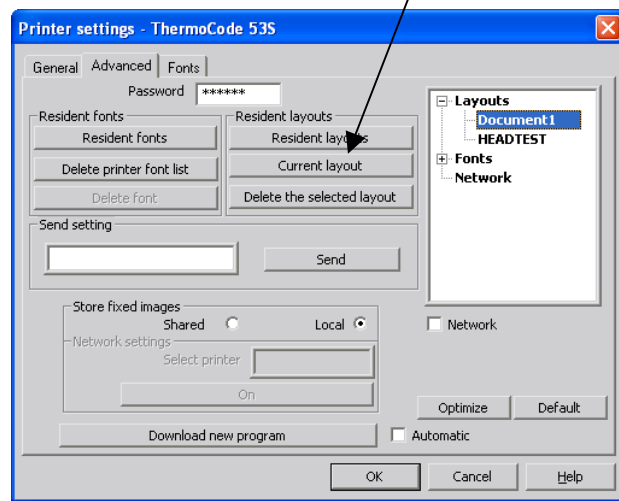 Printer settings - ThermoCode 53S
General Advanced Fonts
Password ******
Resident fonts
Resident fonts
Delete printer font list
Delete font
Resident layouts
Resident layouts
Current layout
Delete the selected layout
Layouts
Document1
HEADTEST
Fonts
Network
Send setting
Send
Store fixed images
Shared Local
Network settings
Select printer
On
Network
Optimize Default
Download new program
Automatic
OK Cancel Help